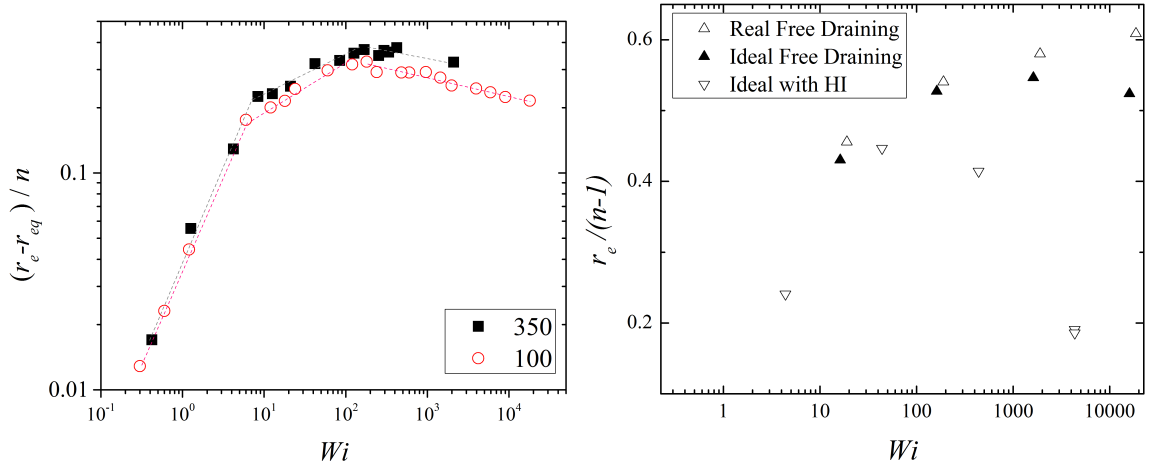 (r_e-r_eq) / n
0.1
0.01
350
100
10^-1
10^0
10^1
10^2
10^3
10^4
Wi
r_e/(n-1)
0.6
0.4
0.2
Real Free Draining
Ideal Free Draining
Ideal with HI
1
10
100
1000
10000
Wi